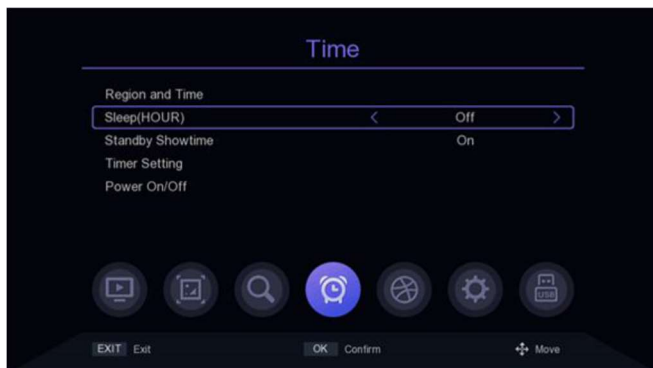 Time
Region and Time
Sleep(HOUR) Off
Standby Showtime On
Timer Setting
Power On/Off
USB
EXIT Exit OK Confirm Move